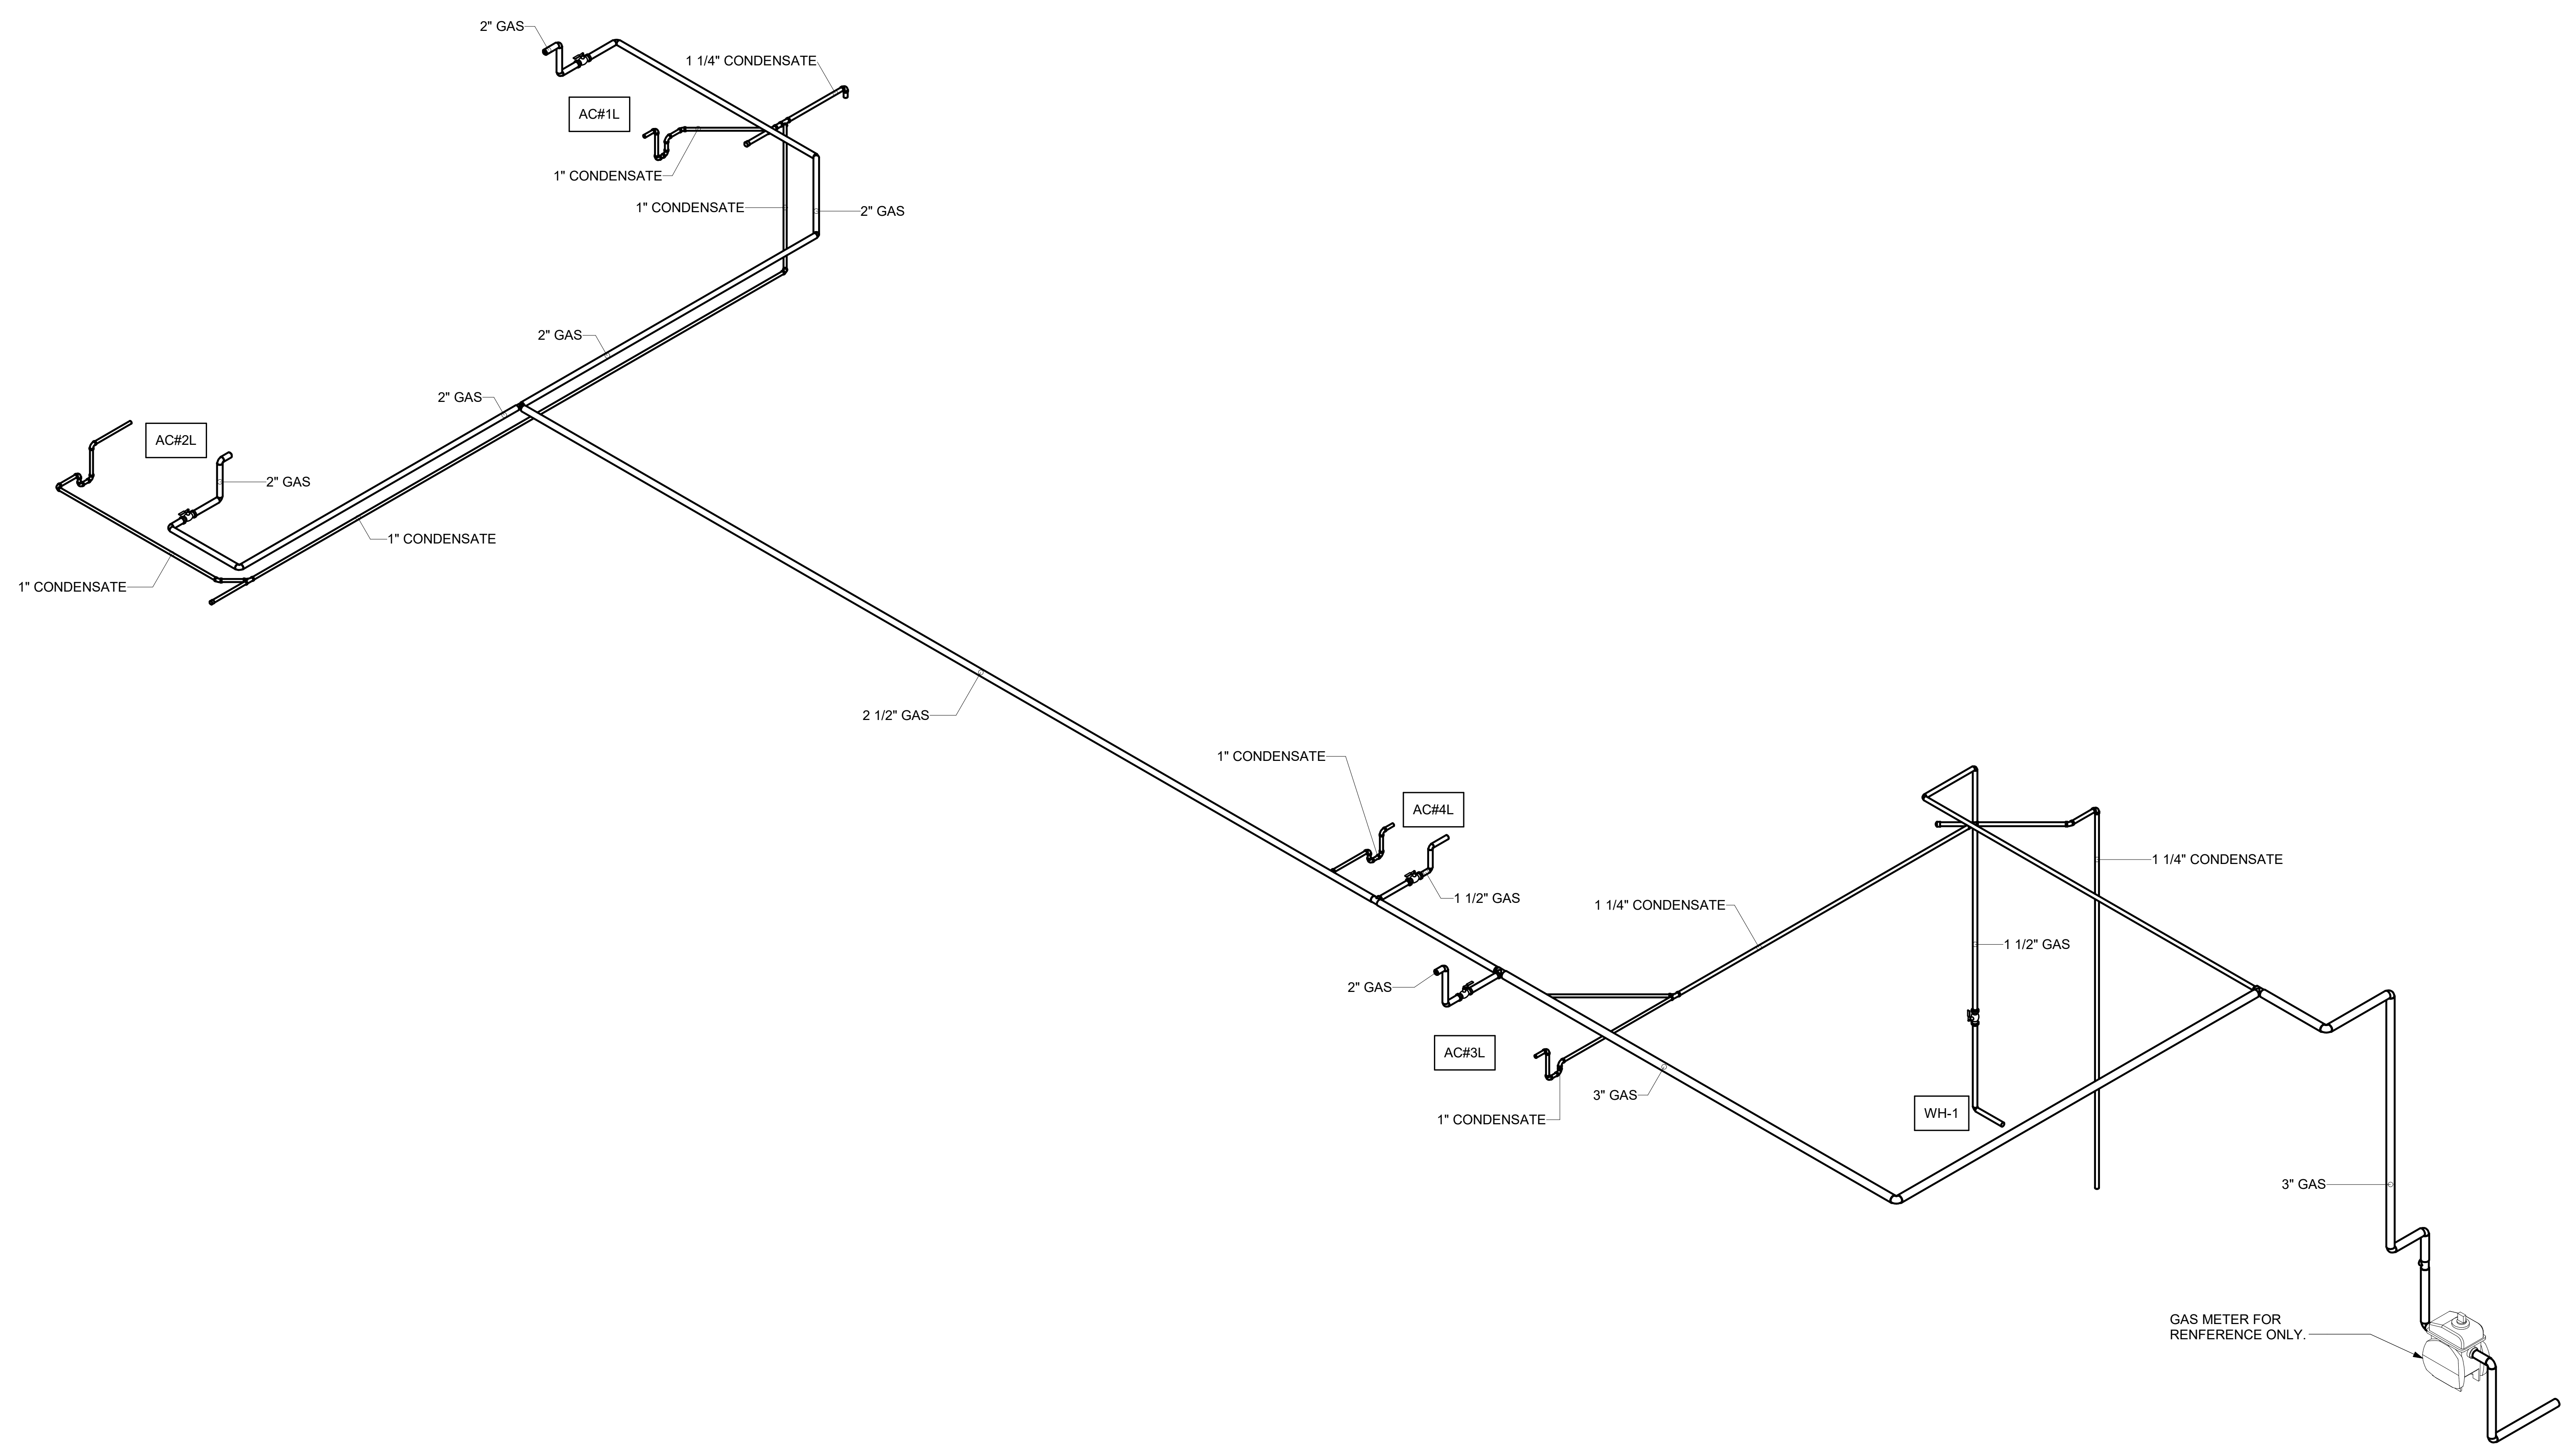 2" GAS
1 1/4" CONDENSATE
AC#1L
1" CONDENSATE
1" CONDENSATE
2" GAS
2" GAS
2" GAS
AC#2L
2" GAS
1" CONDENSATE
1" CONDENSATE
2 1/2" GAS
1" CONDENSATE
AC#4L
1 1/4" CONDENSATE
1 1/2" GAS
1 1/4" CONDENSATE
1 1/2" GAS
2" GAS
AC#3L
3" GAS
1" CONDENSATE
WH-1
3" GAS
GAS METER FOR
RENFERENCE ONLY.